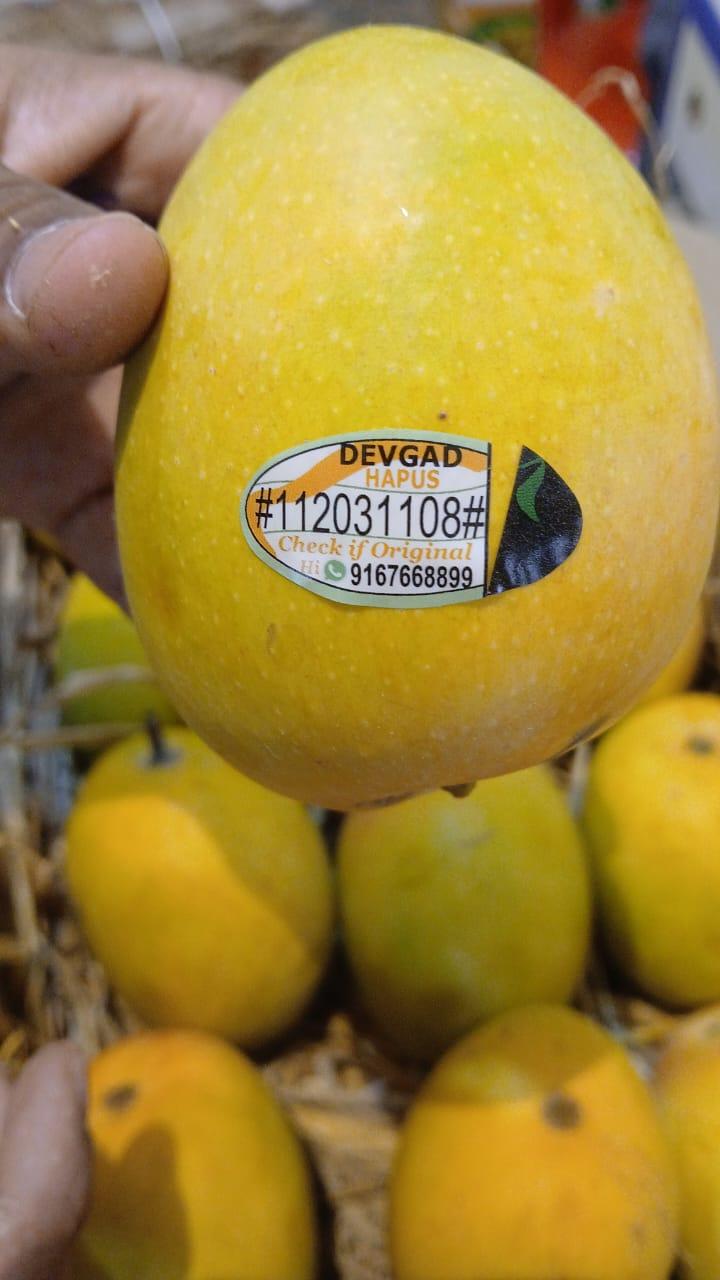 DEVGAD
HAPUS
#112031108#
Check if Original
Hi 9167668899